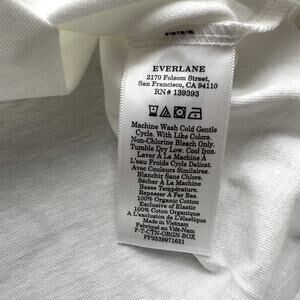 EVERLANE
2170 Folsom Street,
San Francisco, CA 94110
RN# 139393
Machine Wash Cold Gentle
Cycle. With Like Colors.
Non-Chlorine Bleach Only.
Tumble Dry Low. Cool Iron.
Laver À La Machine À
L'eau Froide Cycle Delicat.
Avec Couleurs Similaires.
Blanchir Sans Chlore.
Sécher À La Machine
Basse Température.
Repasser A Fer Bas.
100% Organic Cotton
Exclusive of Elastic
100% Coton Organique
A L'exclusion de L'élastique
Made in Vietnam
Fabriqué au Viêt-Nam
F-T-CTN-ORGN-BOX
PP3539971631